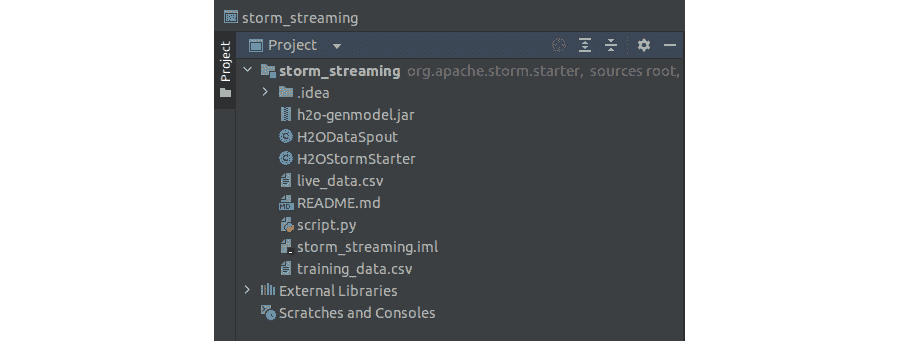 storm_streaming
Project
Project
storm_streaming org.apache.storm.starter, sources root,
.idea
h2o-genmodel.jar
H2ODataSpout
H2OStormStarter
live_data.csv
README.md
script.py
storm_streaming.iml
training_data.csv
External Libraries
Scratches and Consoles